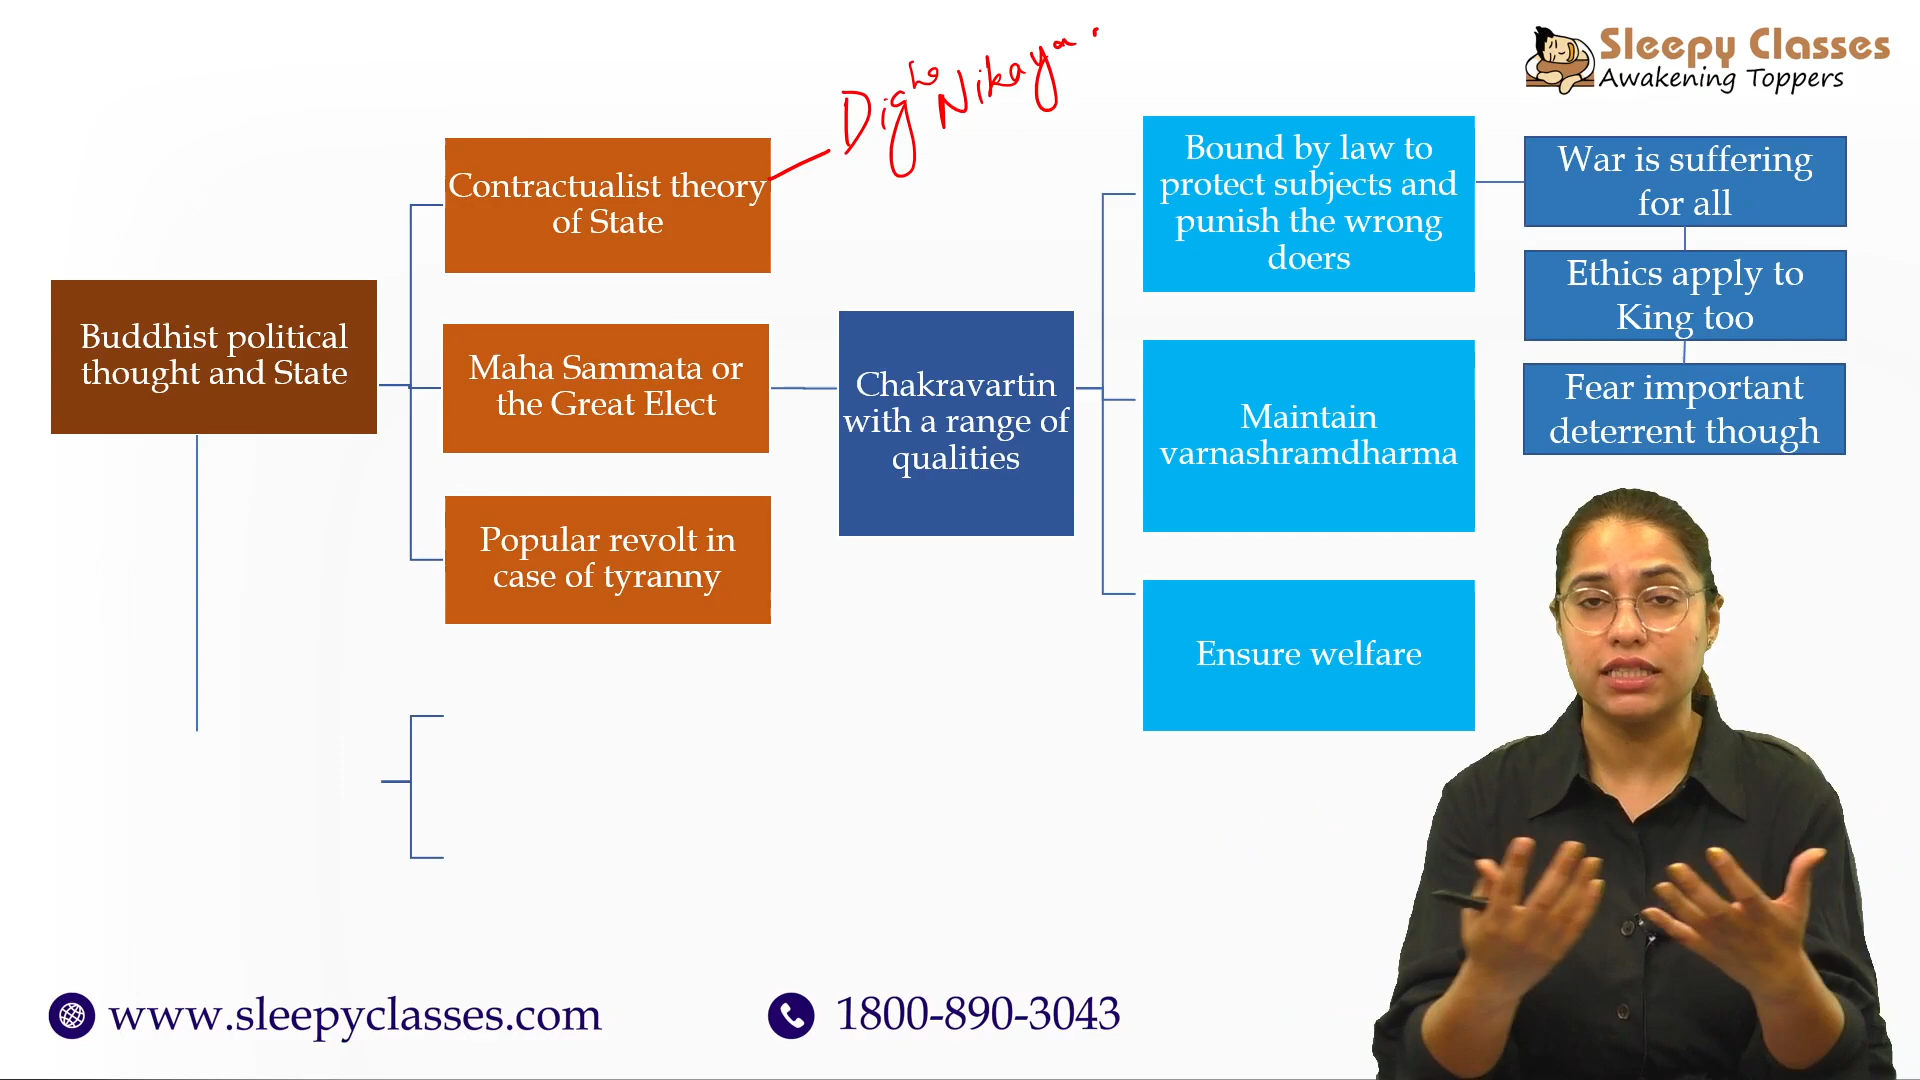 Sleepy Classes
Awakening Toppers
Digha Nikaya
Contractualist theory
of State
Buddhist political
thought and State
Maha Sammata or
the Great Elect
Popular revolt in
case of tyranny
Chakravartin
with a range of
qualities
Bound by law to
protect subjects and
punish the wrong
doers
Maintain
varnashramdharma
Ensure welfare
War is suffering
for all
Ethics apply to
King too
Fear important
deterrent though
www.sleepyclasses.com
1800-890-3043